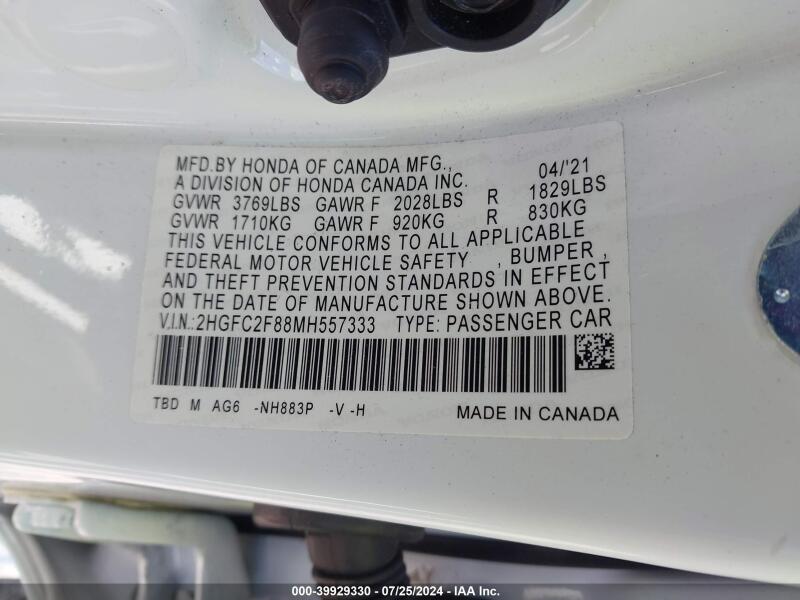 MFD.BY HONDA OF CANADA MFG., 04/'21
A DIVISION OF HONDA CANADA INC.
GVWR 3769LBS GAWR F 2028LBS R 1829LBS
GVWR 1710KG GAWR F 920KG R 830KG
THIS VEHICLE CONFORMS TO ALL APPLICABLE
FEDERAL MOTOR VEHICLE SAFETY , BUMPER ,
AND THEFT PREVENTION STANDARDS IN EFFECT
ON THE DATE OF MANUFACTURE SHOWN ABOVE.
V.I.N.:2HGFC2F88MH557333 TYPE: PASSENGER CAR
TBD M AG6 -NH883P -V -H MADE IN CANADA
000-39929330 - 07/25/2024 - IAA Inc.